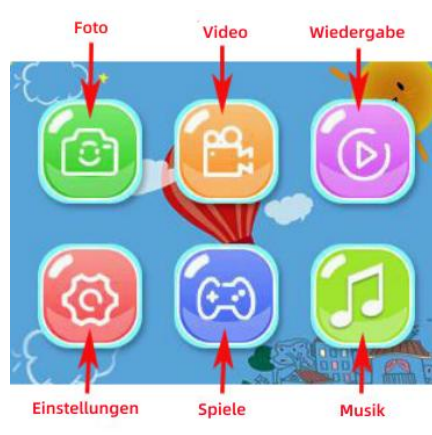 Foto
Video
Wiedergabe
Einstellungen
Spiele
Musik